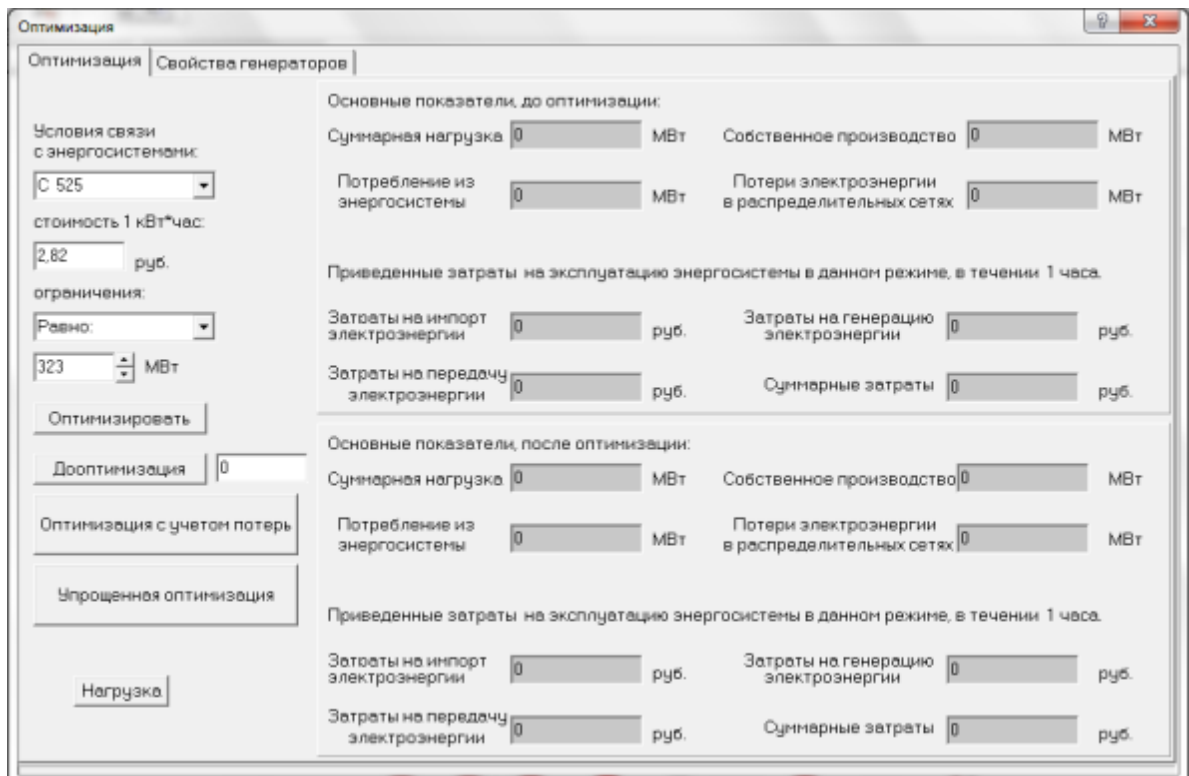 Оптимизация
?
x
Оптимизация Свойства генераторов
Условия связи
с энергосистемами:
С 525
стоимость 1 кВт*час:
2,82 руб.
ограничения:
Равно:
323 МВт
Оптимизировать
Дооптимизация 0
Оптимизация с учетом потерь
Упрощенная оптимизация
Нагрузка
Основные показатели, до оптимизации:
Суммарная нагрузка 0 МВт Собственное производство 0 МВт
Потребление из
энергосистемы 0 МВт
Потери электроэнергии
в распределительных сетях 0 МВт
Приведенные затраты на эксплуатацию энергосистемы в данном режиме, в течении 1 часа.
Затраты на импорт
электроэнергии 0 руб.
Затраты на генерацию
электроэнергии 0 руб.
Затраты на передачу
электроэнергии 0 руб.
Суммарные затраты 0 руб.
Основные показатели, после оптимизации:
Суммарная нагрузка 0 МВт Собственное производство 0 МВт
Потребление из
энергосистемы 0 МВт
Потери электроэнергии
в распределительных сетях 0 МВт
Приведенные затраты на эксплуатацию энергосистемы в данном режиме, в течении 1 часа.
Затраты на импорт
электроэнергии 0 руб.
Затраты на генерацию
электроэнергии 0 руб.
Затраты на передачу
электроэнергии 0 руб.
Суммарные затраты 0 руб.